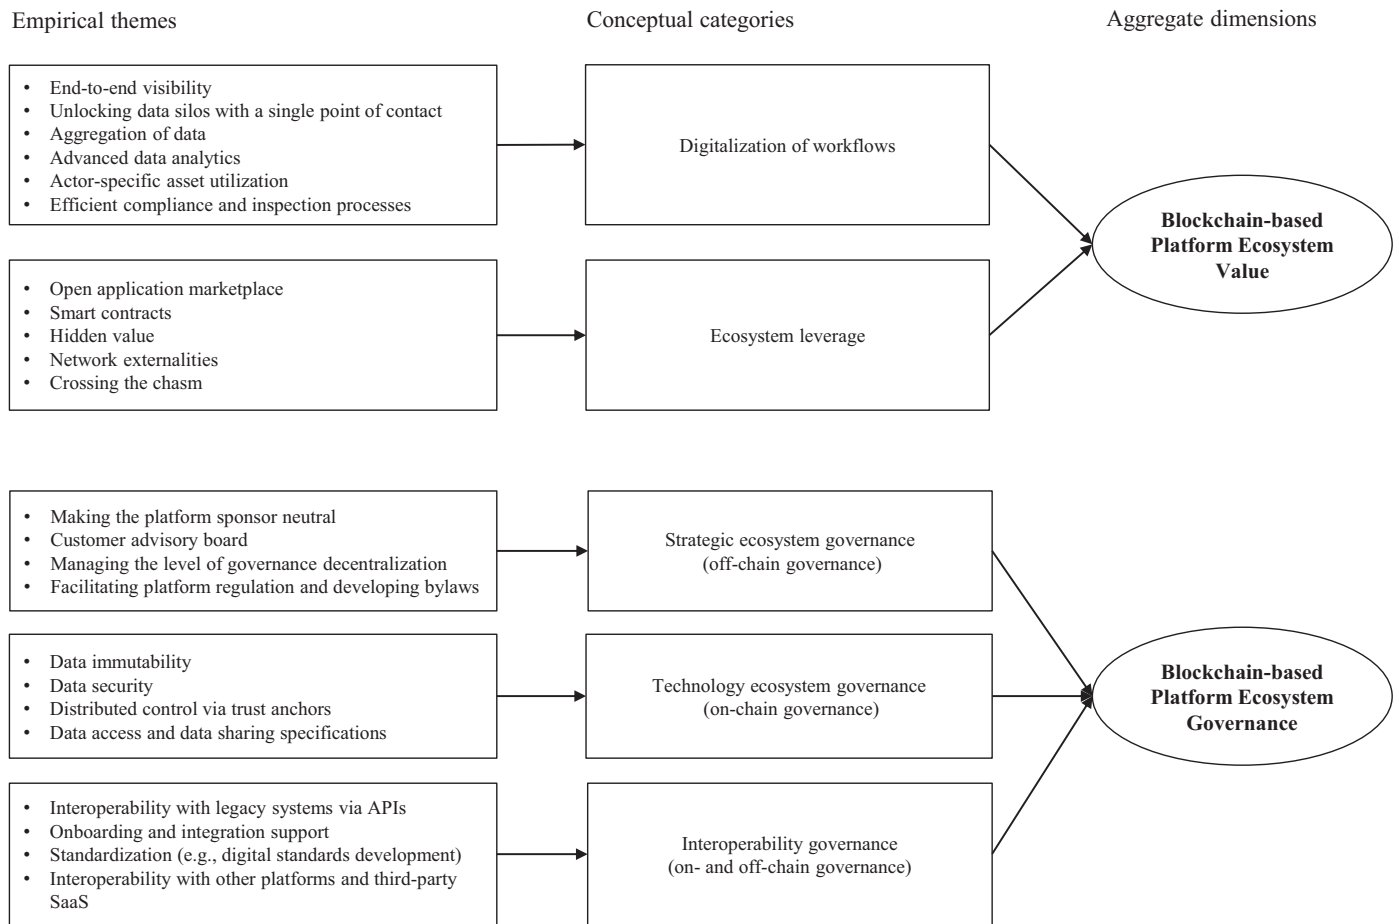 Empirical themes
Conceptual categories
Aggregate dimensions
• End-to-end visibility
• Unlocking data silos with a single point of contact
• Aggregation of data
• Advanced data analytics
• Actor-specific asset utilization
• Efficient compliance and inspection processes
Digitalization of workflows
• Open application marketplace
• Smart contracts
• Hidden value
• Network externalities
• Crossing the chasm
Ecosystem leverage
Blockchain-based
Platform Ecosystem
Value
• Making the platform sponsor neutral
• Customer advisory board
• Managing the level of governance decentralization
• Facilitating platform regulation and developing bylaws
Strategic ecosystem governance
(off-chain governance)
• Data immutability
• Data security
• Distributed control via trust anchors
• Data access and data sharing specifications
Technology ecosystem governance
(on-chain governance)
• Interoperability with legacy systems via APIs
• Onboarding and integration support
• Standardization (e.g., digital standards development)
• Interoperability with other platforms and third-party
SaaS
Interoperability governance
(on- and off-chain governance)
Blockchain-based
Platform Ecosystem
Governance